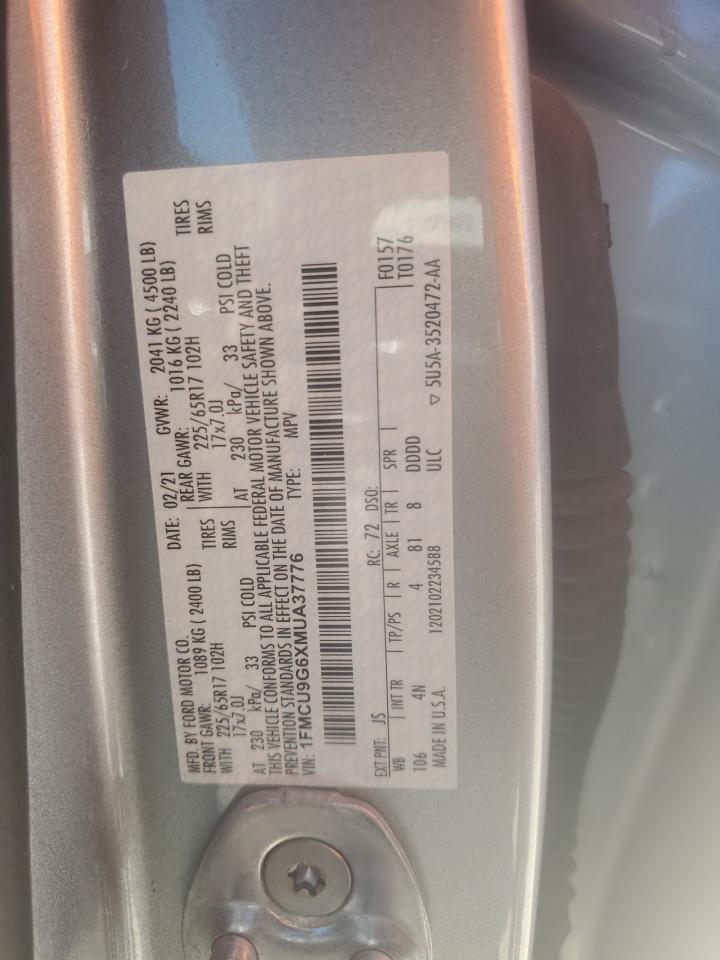 MFD. BY FORD MOTOR CO.
DATE: 02/21
GVWR: 2041 KG ( 4500 LB)
FRONT GAWR: 1089 KG ( 2400 LB)
REAR GAWR: 1016 KG ( 2240 LB)
WITH 225/65R17 102H TIRES
WITH 225/65R17 102H TIRES
17x7.0J RIMS
17x7.0J RIMS
AT 230 kPa/ 33 PSI COLD
AT 230 kPa/ 33 PSI COLD
THIS VEHICLE CONFORMS TO ALL APPLICABLE FEDERAL MOTOR VEHICLE SAFETY AND THEFT
PREVENTION STANDARDS IN EFFECT ON THE DATE OF MANUFACTURE SHOWN ABOVE.
VIN: 1FMCU9G6XMUA37776
TYPE: MPV
EXT PNT: JS RC: 72 DSO: F0157
WB INT TR TP/PS R AXLE TR SPR T0176
106 4N 4 81 8 DDDD
MADE IN U.S.A. 1202102234588 ULC ▽ 5U5A-3520472-AA